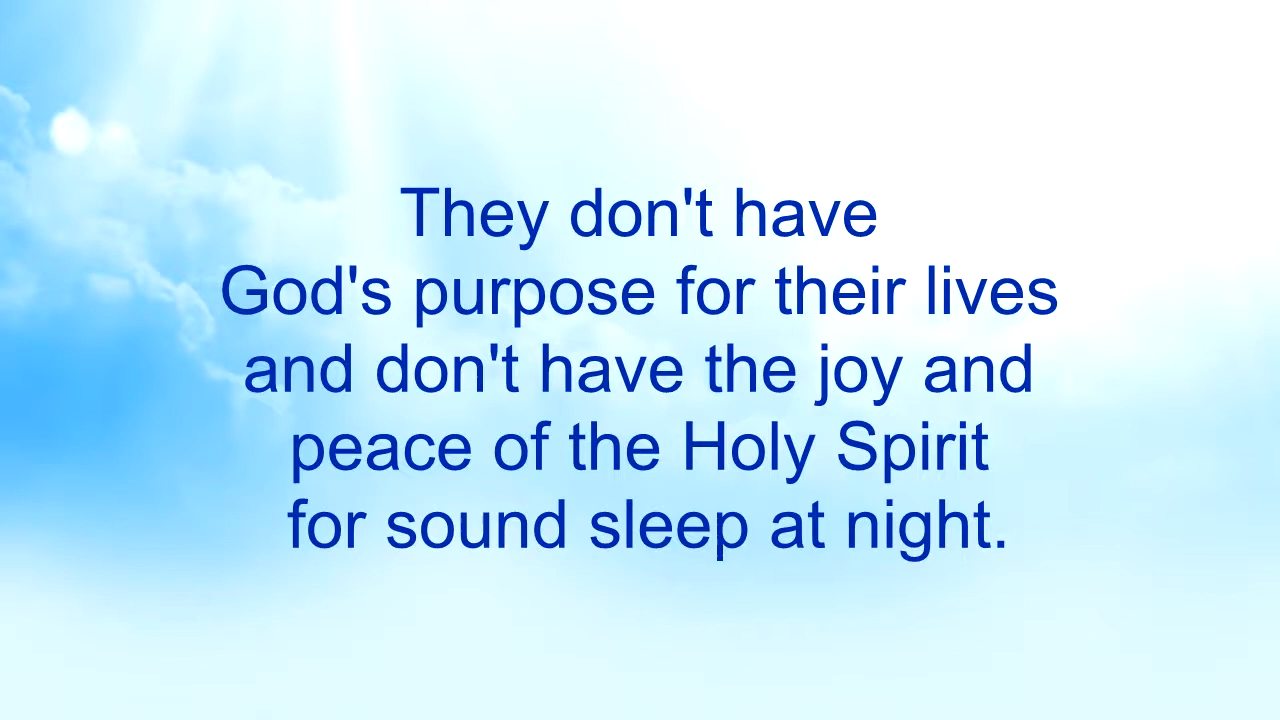 They don't have
God's purpose for their lives
and don't have the joy and
peace of the Holy Spirit
for sound sleep at night.